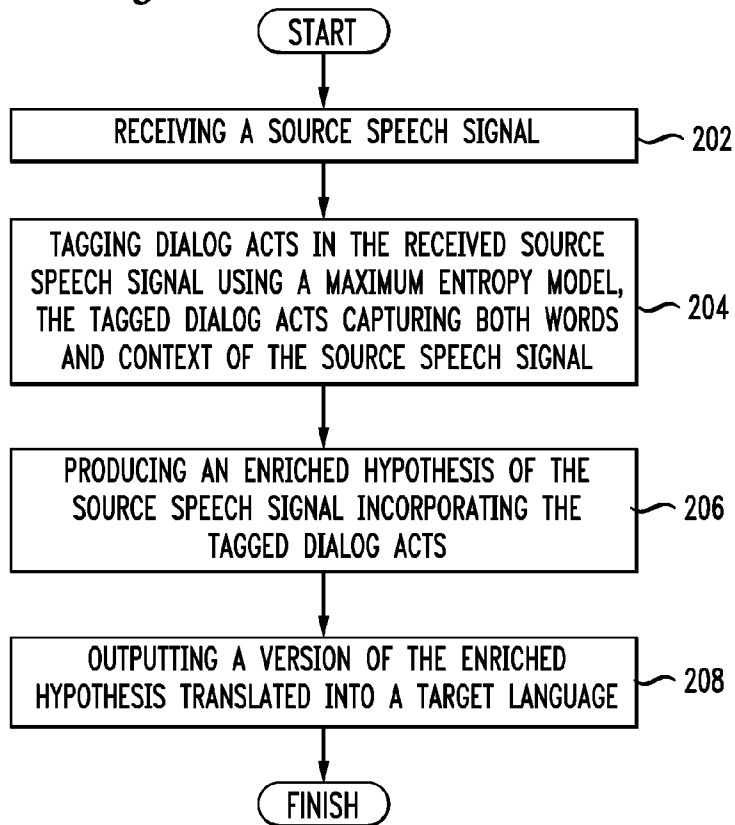 START
RECEIVING A SOURCE SPEECH SIGNAL
202
TAGGING DIALOG ACTS IN THE RECEIVED SOURCE
SPEECH SIGNAL USING A MAXIMUM ENTROPY MODEL,
THE TAGGED DIALOG ACTS CAPTURING BOTH WORDS
AND CONTEXT OF THE SOURCE SPEECH SIGNAL
204
PRODUCING AN ENRICHED HYPOTHESIS OF THE
SOURCE SPEECH SIGNAL INCORPORATING THE
TAGGED DIALOG ACTS
206
OUTPUTTING A VERSION OF THE ENRICHED
HYPOTHESIS TRANSLATED INTO A TARGET LANGUAGE
208
FINISH